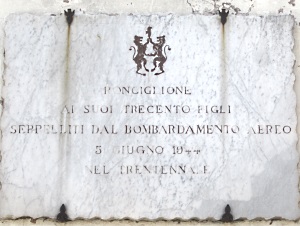 RONCIGLIONE
AI SUOI TRECENTO FIGLI
SEPPELLITI DAL BOMBARDAMENTO AEREO
5 GIUGNO 1944
NEL TRENTENNALE